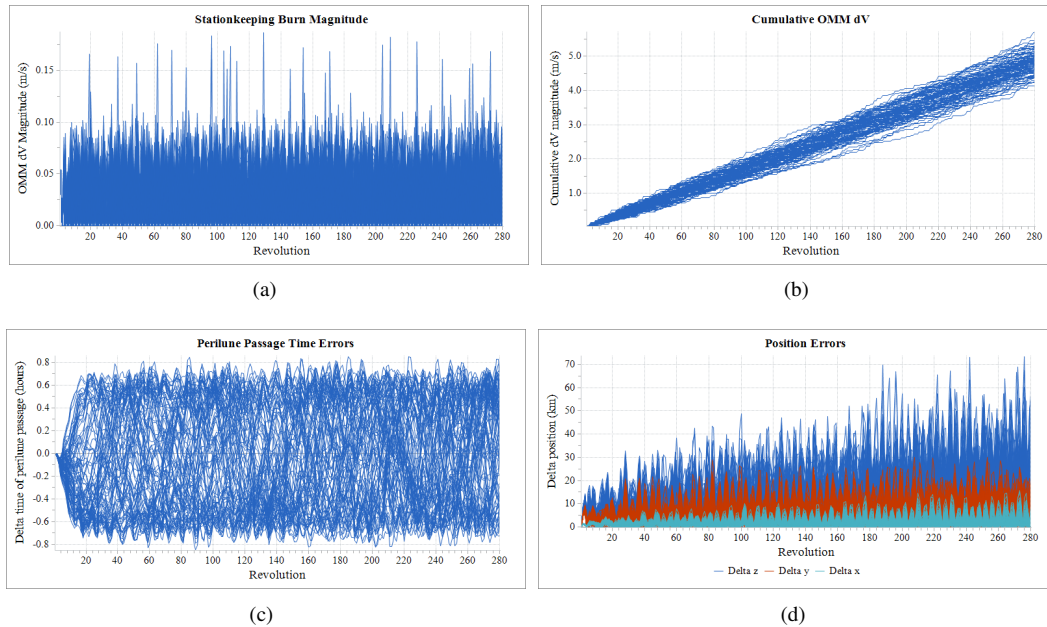 Stationkeeping Burn Magnitude
OMM dV Magnitude (m/s)
0.15
0.10
0.05
0.00
20 40 60 80 100 120 140 160 180 200 220 240 260 280
Revolution
(a)
Cumulative OMM dV
Cumulative dV magnitude (m/s)
5.0
4.0
3.0
2.0
1.0
20 40 60 80 100 120 140 160 180 200 220 240 260 280
Revolution
(b)
Perilune Passage Time Errors
Delta time of perilune passage (hours)
0.8
0.6
0.4
0.2
0.0
-0.2
-0.4
-0.6
-0.8
20 40 60 80 100 120 140 160 180 200 220 240 260 280
Revolution
(c)
Position Errors
Delta position (km)
70
60
50
40
30
20
10
0
20 40 60 80 100 120 140 160 180 200 220 240 260 280
Revolution
Delta z Delta y Delta x
(d)